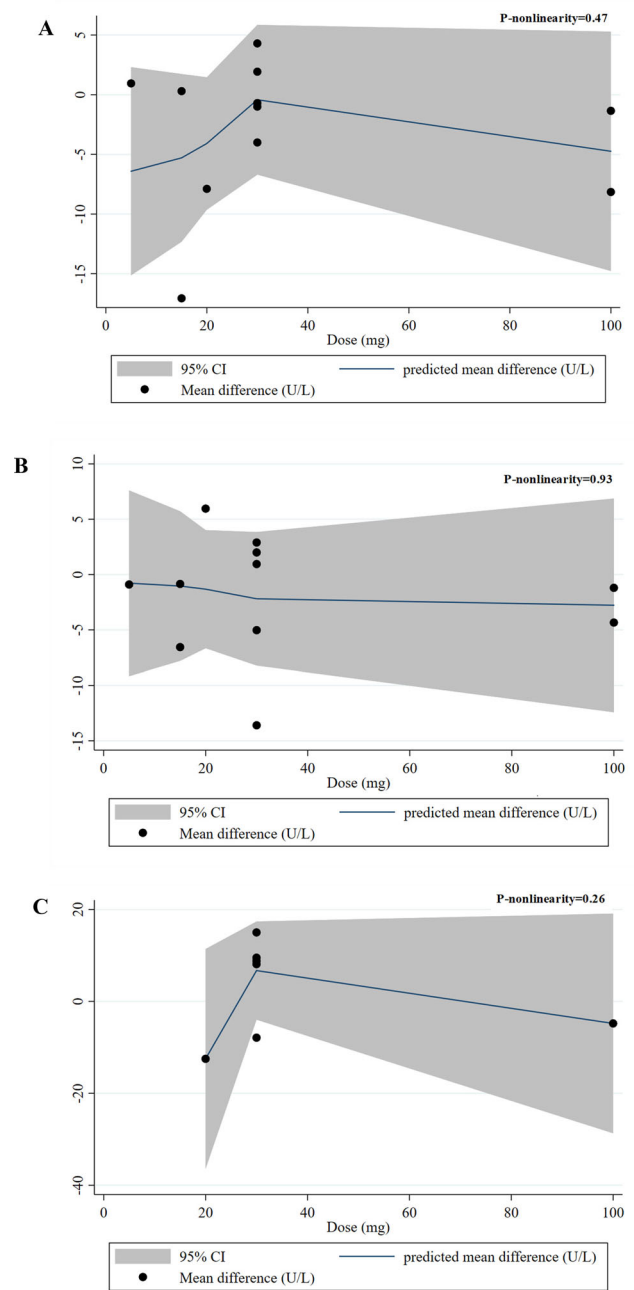 A
P-nonlinearity=0.47
5
0
-5
-10
-15
0 20 40 60 80 100
Dose (mg)
95% CI predicted mean difference (U/L)
Mean difference (U/L)
B
P-nonlinearity=0.93
10
5
0
-5
-10
-15
0 20 40 60 80 100
Dose (mg)
95% CI predicted mean difference (U/L)
Mean difference (U/L)
C
P-nonlinearity=0.26
20
0
-20
-40
0 20 40 60 80 100
Dose (mg)
95% CI predicted mean difference (U/L)
Mean difference (U/L)